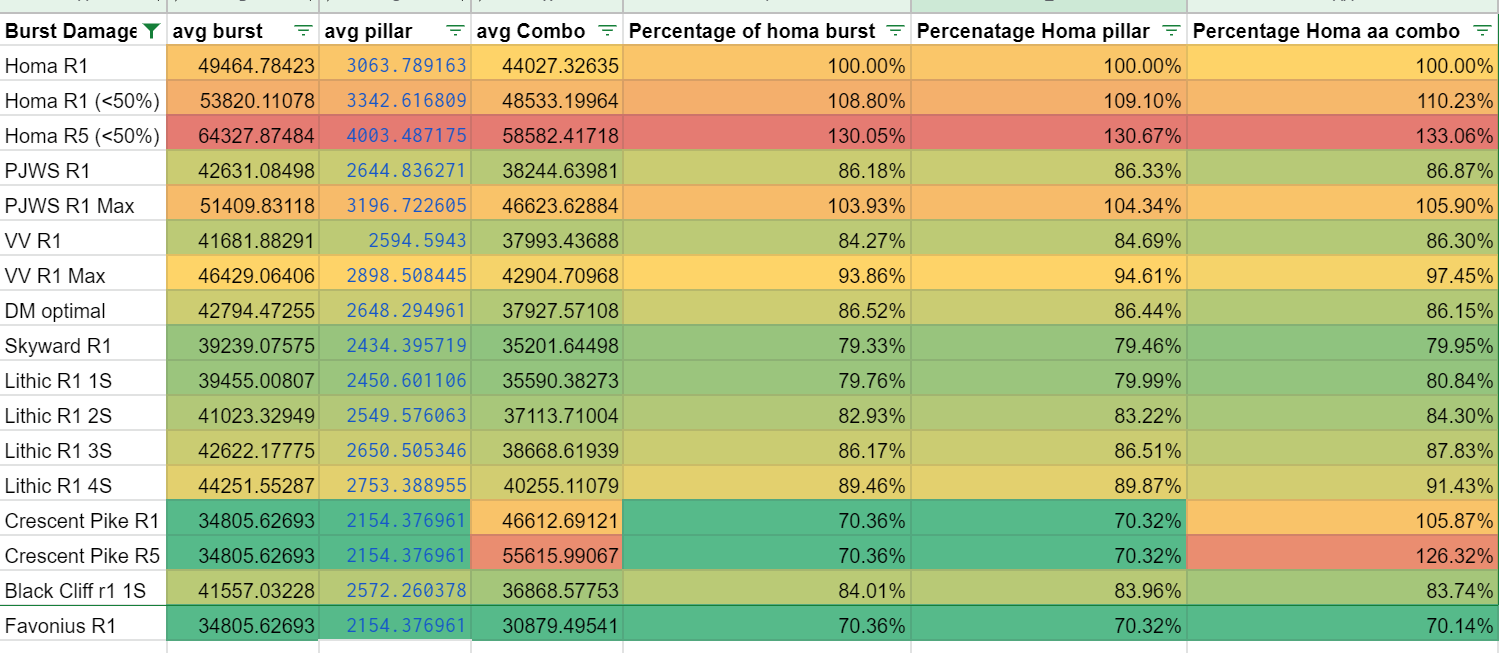 Burst Damage avg burst avg pillar avg Combo Percentage of homa burst Percenatage Homa pillar Percentage Homa aa combo
Homa R1 49464.78423 3063.789163 44027.32635 100.00% 100.00% 100.00%
Homa R1 (<50%) 53820.11078 3342.616809 48533.19964 108.80% 109.10% 110.23%
Homa R5 (<50%) 64327.87484 4003.487175 58582.41718 130.05% 130.67% 133.06%
PJWS R1 42631.08498 2644.836271 38244.63981 86.18% 86.33% 86.87%
PJWS R1 Max 51409.83118 3196.722605 46623.62884 103.93% 104.34% 105.90%
VV R1 41681.88291 2594.5943 37993.43688 84.27% 84.69% 86.30%
VV R1 Max 46429.06406 2898.508445 42904.70968 93.86% 94.61% 97.45%
DM optimal 42794.47255 2648.294961 37927.57108 86.52% 86.44% 86.15%
Skyward R1 39239.07575 2434.395719 35201.64498 79.33% 79.46% 79.95%
Lithic R1 1S 39455.00807 2450.601106 35590.38273 79.76% 79.99% 80.84%
Lithic R1 2S 41023.32949 2549.576063 37113.71004 82.93% 83.22% 84.30%
Lithic R1 3S 42622.17775 2650.505346 38668.61939 86.17% 86.51% 87.83%
Lithic R1 4S 44251.55287 2753.388955 40255.11079 89.46% 89.87% 91.43%
Crescent Pike R1 34805.62693 2154.376961 46612.69121 70.36% 70.32% 105.87%
Crescent Pike R5 34805.62693 2154.376961 55615.99067 70.36% 70.32% 126.32%
Black Cliff r1 1S 41557.03228 2572.260378 36868.57753 84.01% 83.96% 83.74%
Favonius R1 34805.62693 2154.376961 30879.49541 70.36% 70.32% 70.14%